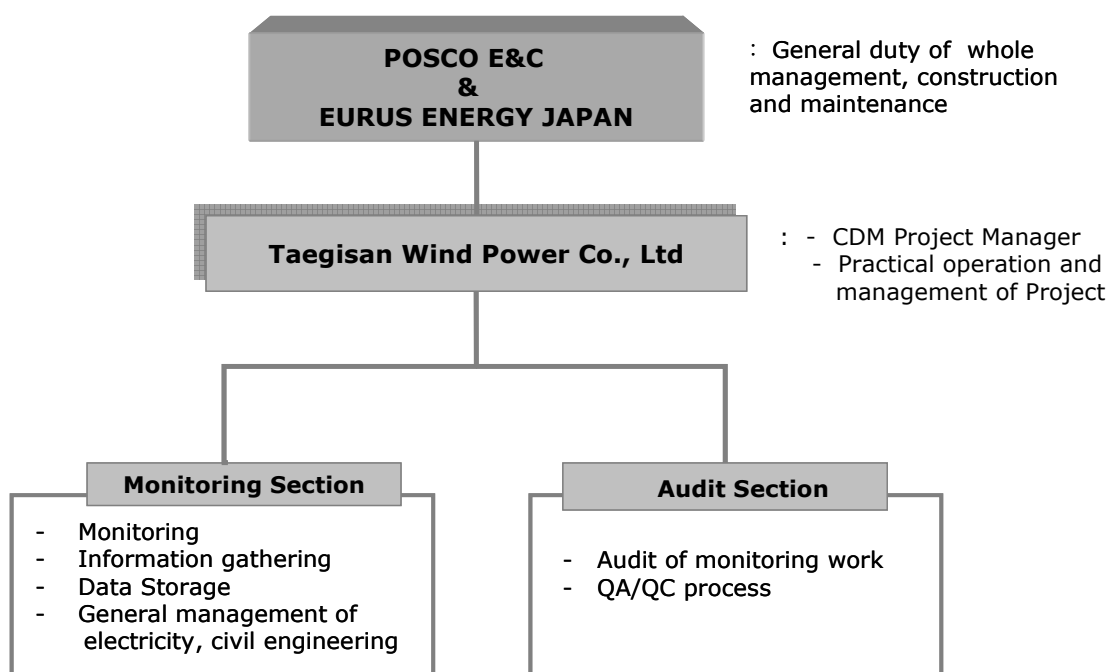 POSCO E&C
&
EURUS ENERGY JAPAN
: General duty of whole
management, construction
and maintenance
Taegisan Wind Power Co., Ltd
: - CDM Project Manager
- Practical operation and
management of Project
Monitoring Section
- Monitoring
- Information gathering
- Data Storage
- General management of
electricity, civil engineering
Audit Section
- Audit of monitoring work
- QA/QC process